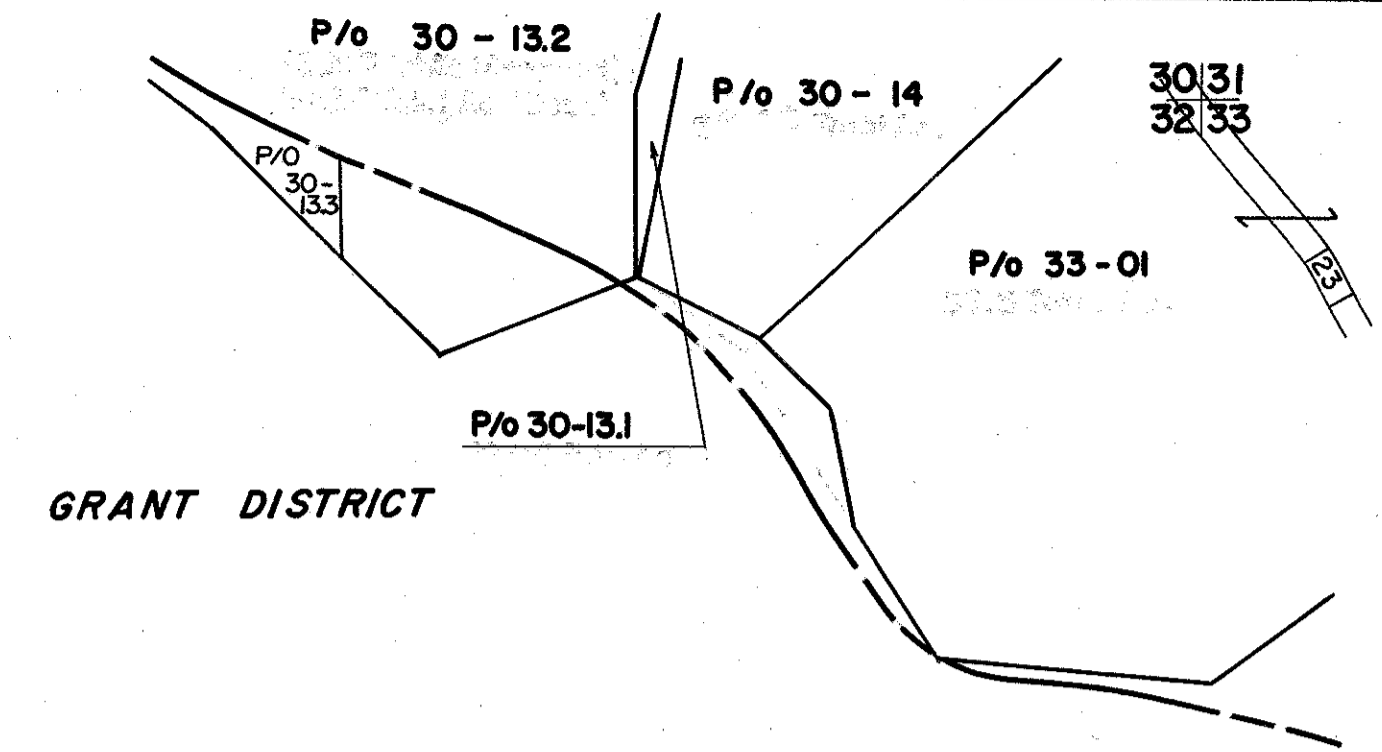 P/o 30 - 13.2
P/o 30 - 14
30 31
32 33
P/O
30-
13.3
P/o 33 - 01
23
P/o 30-13.1
GRANT DISTRICT